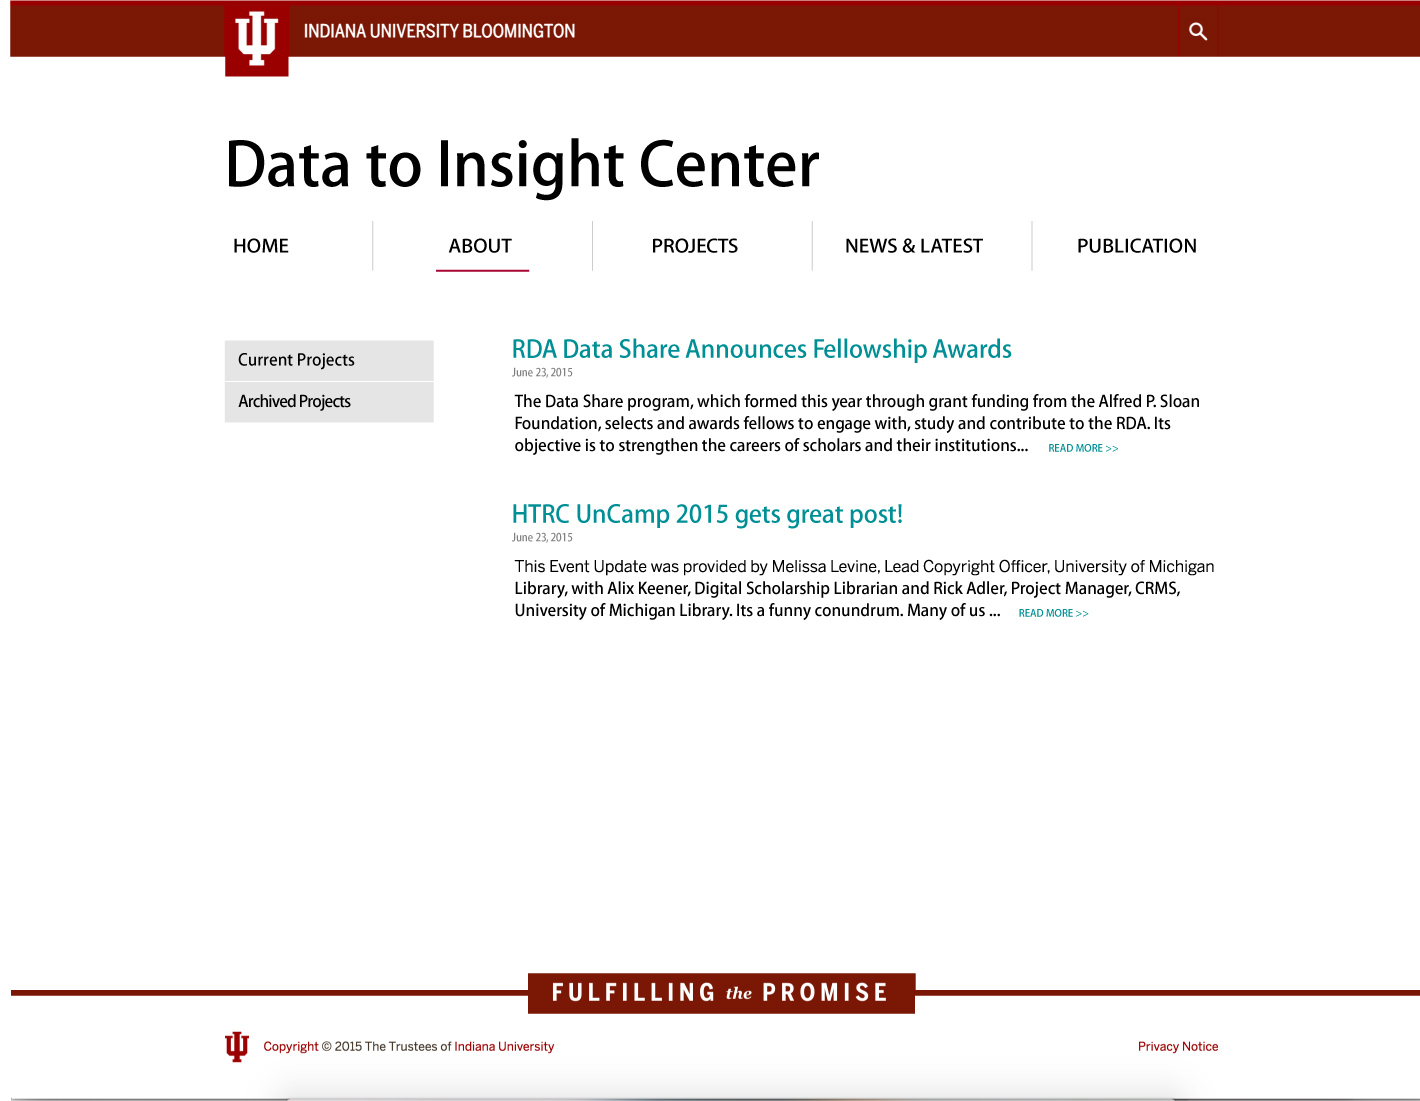 INDIANA UNIVERSITY BLOOMINGTON
Data to Insight Center
HOME
ABOUT
PROJECTS
NEWS & LATEST
PUBLICATION
Current Projects
Archived Projects
RDA Data Share Announces Fellowship Awards
June 23, 2015
The Data Share program, which formed this year through grant funding from the Alfred P. Sloan
Foundation, selects and awards fellows to engage with, study and contribute to the RDA. Its
objective is to strengthen the careers of scholars and their institutions... READ MORE >>
HTRC UnCamp 2015 gets great post!
June 23, 2015
This Event Update was provided by Melissa Levine, Lead Copyright Officer, University of Michigan
Library, with Alix Keener, Digital Scholarship Librarian and Rick Adler, Project Manager, CRMS,
University of Michigan Library. Its a funny conundrum. Many of us ... READ MORE >>
FULFILLING the PROMISE
Copyright © 2015 The Trustees of Indiana University
Privacy Notice